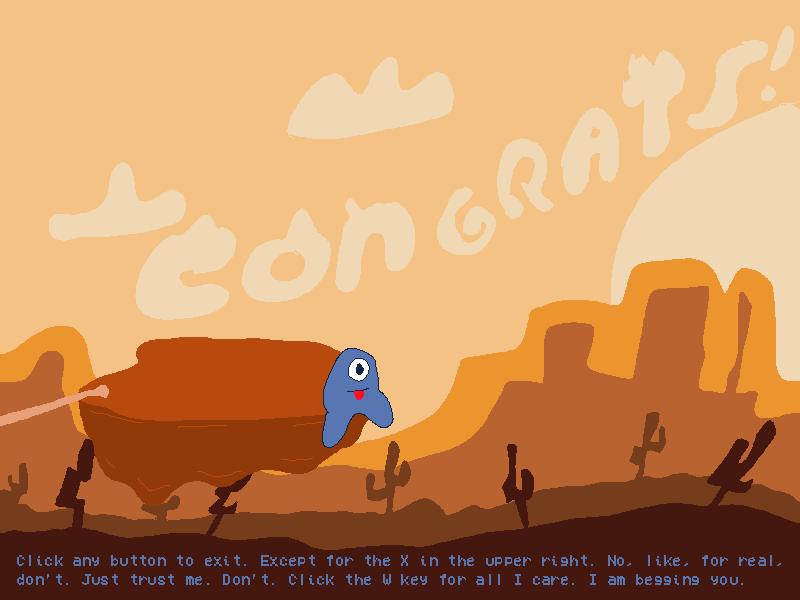 CONGRATS!
Click any button to exit. Except for the X in the upper right. No, like, for real,
don't. Just trust me. Don't. Click the W key for all I care. I am begging you.